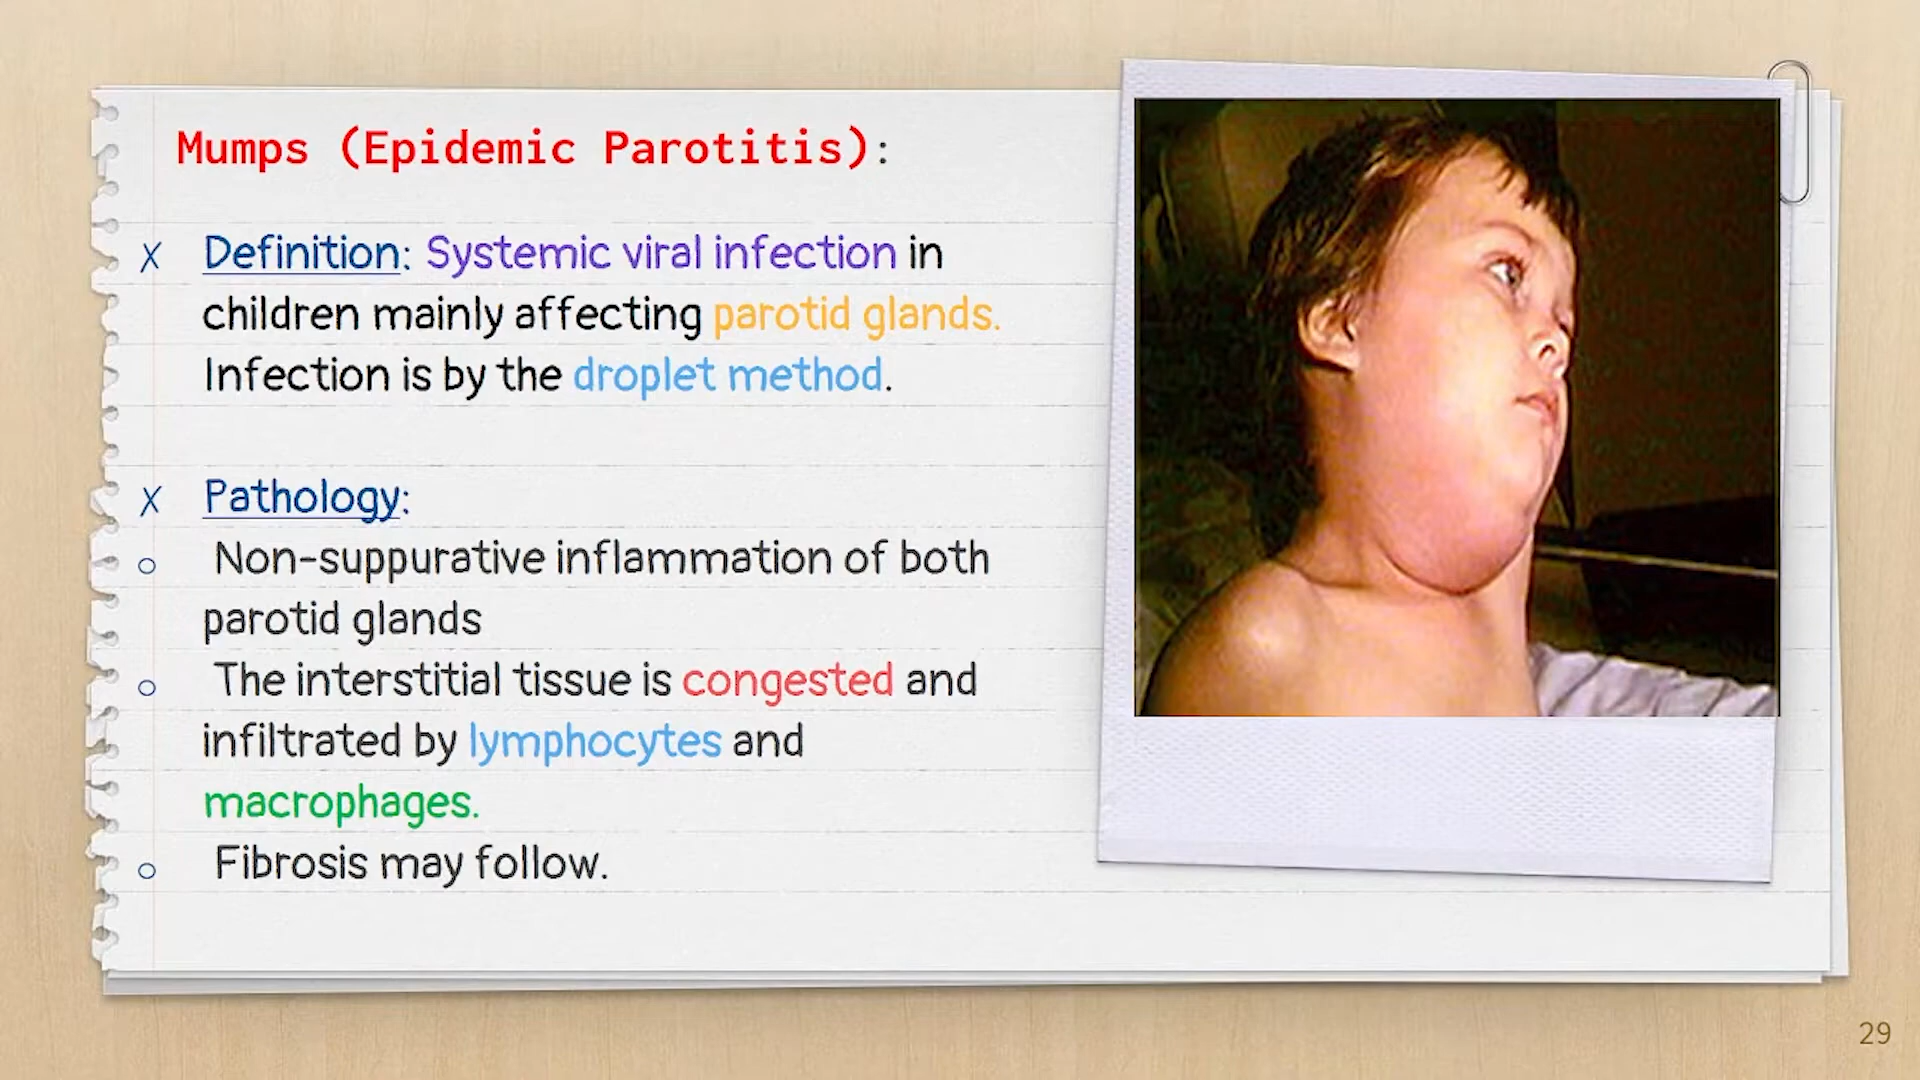 Mumps (Epidemic Parotitis):
x Definition: Systemic viral infection in
children mainly affecting parotid glands.
Infection is by the droplet method.
x Pathology:
o Non-suppurative inflammation of both
parotid glands
o The interstitial tissue is congested and
infiltrated by lymphocytes and
macrophages.
o Fibrosis may follow.
29